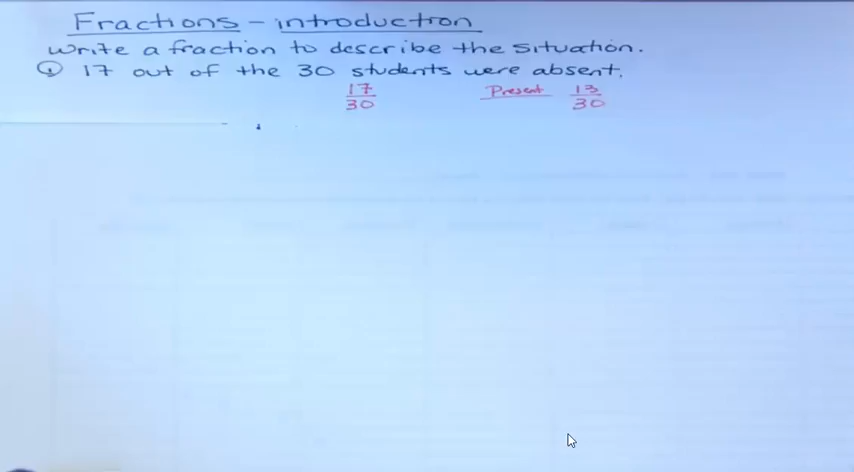 Fractions - introduction
Write a fraction to describe the situation.
① 17 out of the 30 students were absent.
17/30 Present 13/30